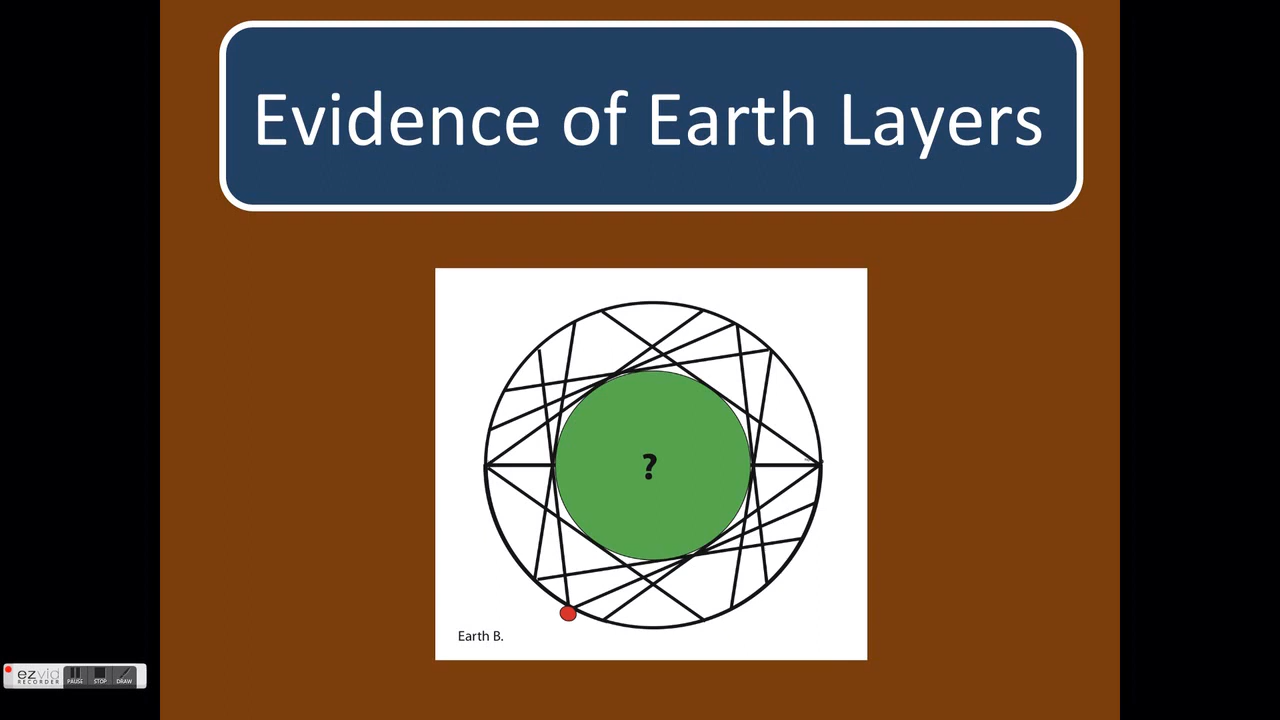 Evidence of Earth Layers
?
Earth B.
ezvid
RECORDER
PAUSE
STOP
DRAW